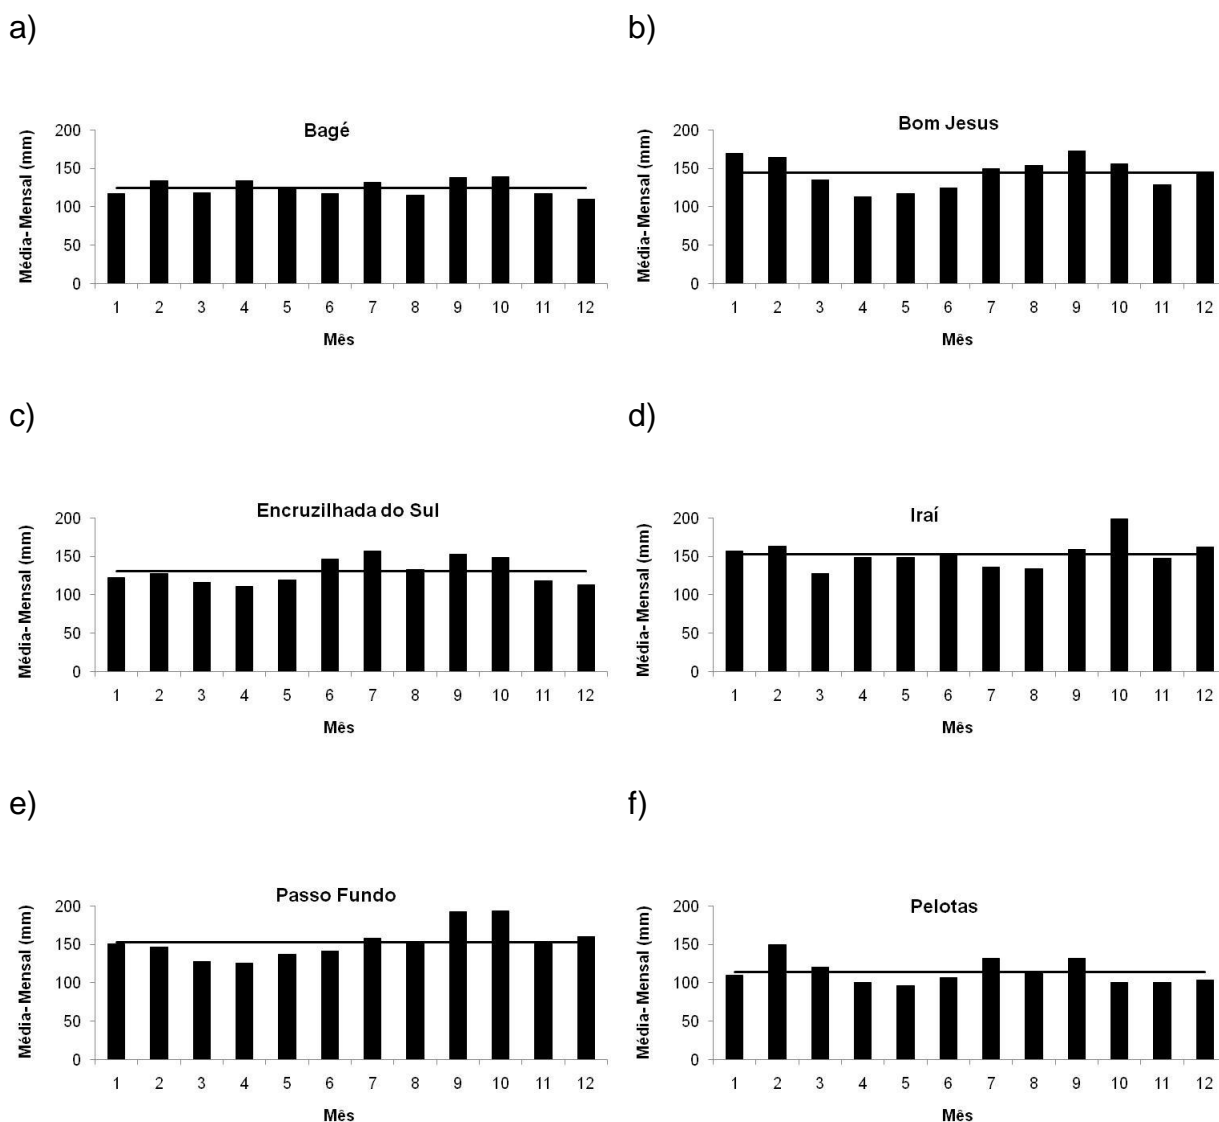 a)
b)
Bagé
Média- Mensal (mm)
200
150
100
50
0
1 2 3 4 5 6 7 8 9 10 11 12
Mês
Bom Jesus
Média- Mensal (mm)
200
150
100
50
0
1 2 3 4 5 6 7 8 9 10 11 12
Mês
c)
d)
Encruzilhada do Sul
Média- Mensal (mm)
200
150
100
50
0
1 2 3 4 5 6 7 8 9 10 11 12
Mês
Iraí
Média- Mensal (mm)
200
150
100
50
0
1 2 3 4 5 6 7 8 9 10 11 12
Mês
e)
f)
Passo Fundo
Média- Mensal (mm)
200
150
100
50
0
1 2 3 4 5 6 7 8 9 10 11 12
Mês
Pelotas
Média- Mensal (mm)
200
150
100
50
0
1 2 3 4 5 6 7 8 9 10 11 12
Mês